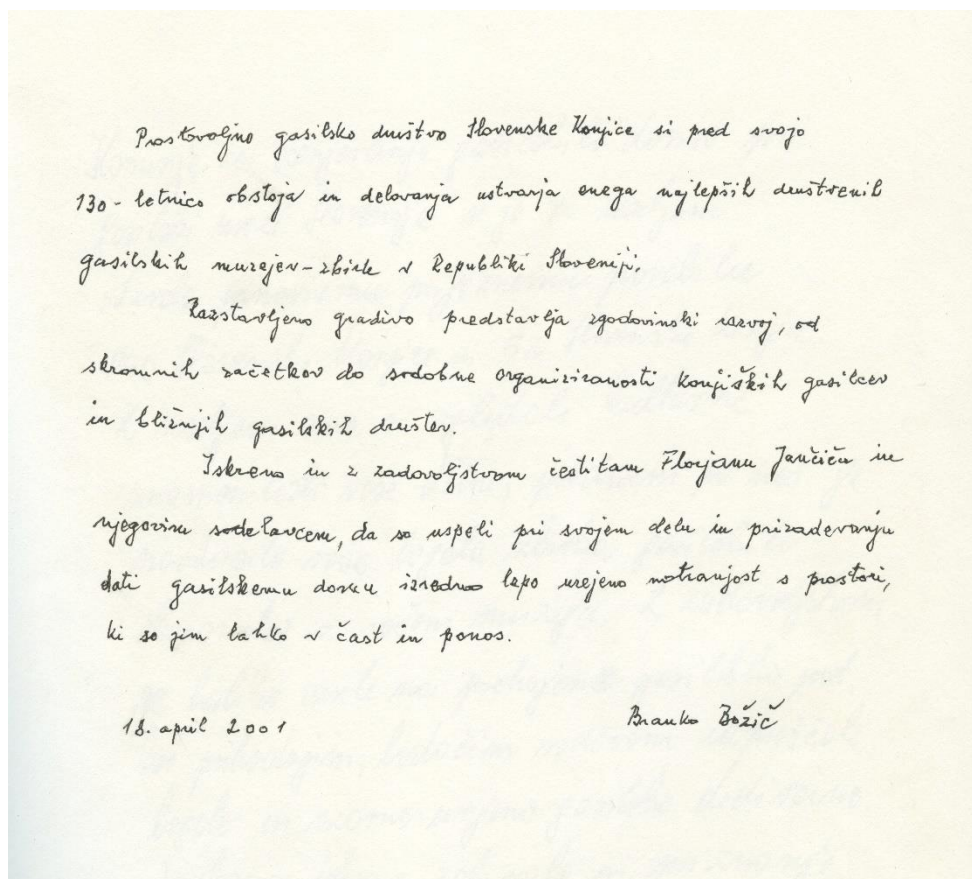 Prostovoljno gasilsko društvo Slovenske Konjice si pred svojo
130-letnico obstoja in delovanja ustvarja enega najlepših društvenih
gasilskih muzejev-zbirk v Republiki Sloveniji.
Razstavljeno gradivo predstavlja zgodovinski razvoj, od
skromnih začetkov do sodobne organiziranosti konjiških gasilcev
in bližnjih gasilskih društev.
Iskreno in z zadovoljstvom čestitam Florjanu Jančiču in
njegovim sodelavcem, da so uspeli pri svojem delu in prizadevanju
dati gasilskemu domu izredno lepo urejeno notranjost s prostori,
ki so jim lahko v čast in ponos.
18. april 2001 Branko Božič